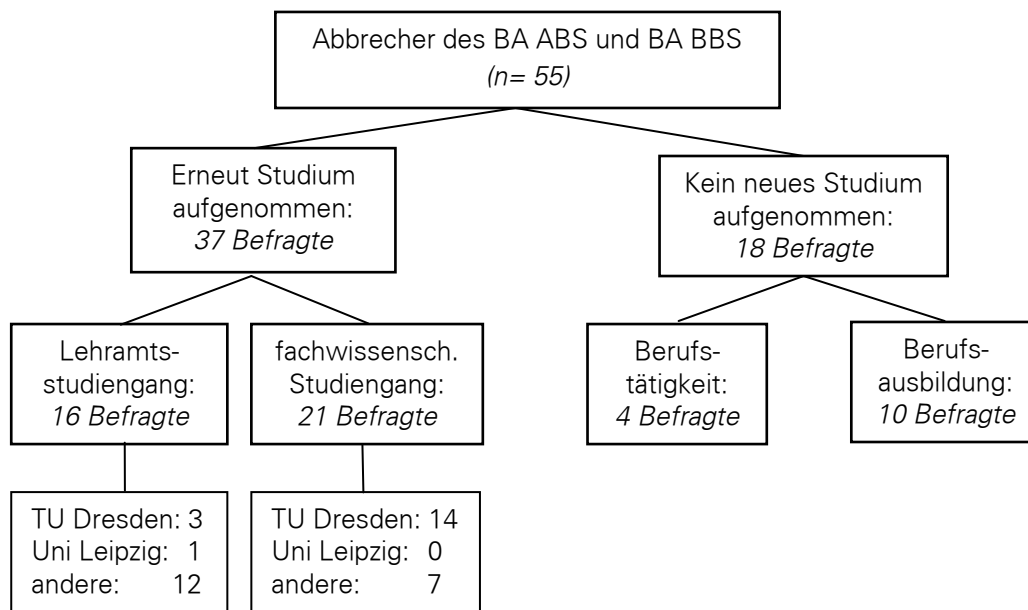 Abbrecher des BA ABS und BA BBS
(n= 55)
Erneut Studium
aufgenommen:
37 Befragte
Kein neues Studium
aufgenommen:
18 Befragte
Lehramts-
studiengang:
16 Befragte
fachwissensch.
Studiengang:
21 Befragte
Berufs-
tätigkeit:
4 Befragte
Berufs-
ausbildung:
10 Befragte
TU Dresden: 3
Uni Leipzig: 1
andere: 12
TU Dresden: 14
Uni Leipzig: 0
andere: 7